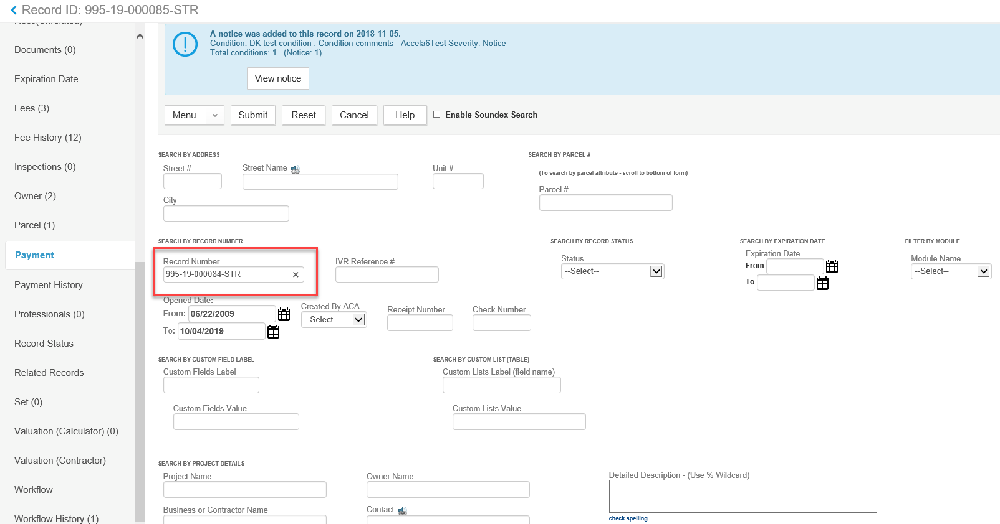 Record ID: 995-19-000085-STR
Documents (0)
Expiration Date
Fees (3)
Fee History (12)
Inspections (0)
Owner (2)
Parcel (1)
Payment
Payment History
Professionals (0)
Record Status
Related Records
Set (0)
Valuation (Calculator) (0)
Valuation (Contractor)
Workflow
Workflow History (1)
A notice was added to this record on 2018-11-05.
Condition: DK test condition : Condition comments - Accela6Test Severity: Notice
Total conditions: 1 (Notice: 1)
View notice
Menu Submit Reset Cancel Help Enable Soundex Search
SEARCH BY ADDRESS
Street # Street Name Unit #
City
SEARCH BY PARCEL #
(To search by parcel attribute - scroll to bottom of form)
Parcel #
SEARCH BY RECORD NUMBER
Record Number IVR Reference #
995-19-000084-STR ×
SEARCH BY RECORD STATUS
Status
--Select--
SEARCH BY EXPIRATION DATE
Expiration Date
From
To
FILTER BY MODULE
Module Name
--Select--
Opened Date:
From: 06/22/2009
To: 10/04/2019
Created By ACA
--Select--
Receipt Number Check Number
SEARCH BY CUSTOM FIELD LABEL
Custom Fields Label
Custom Fields Value
SEARCH BY CUSTOM LIST (TABLE)
Custom Lists Label (field name)
Custom Lists Value
SEARCH BY PROJECT DETAILS
Project Name Owner Name Detailed Description - (Use % Wildcard)
Business or Contractor Name Contact
check spelling